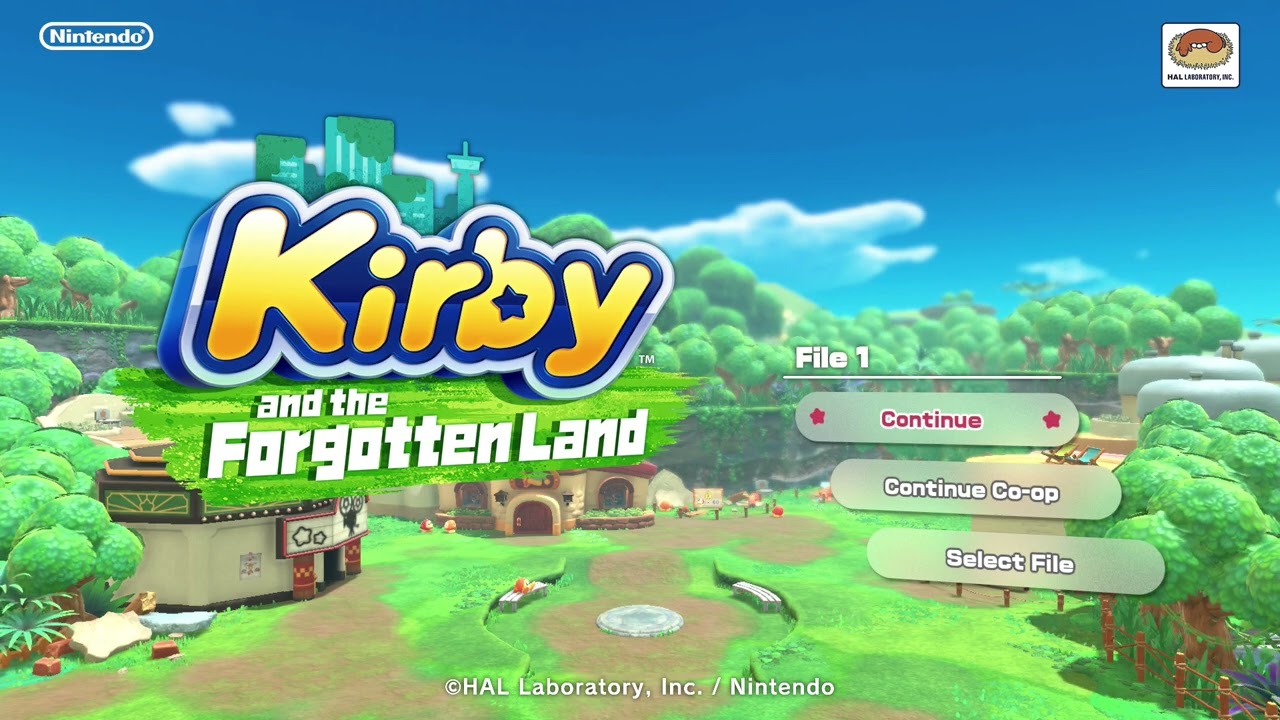 Nintendo®
HAL LABORATORY, INC.
Kirby™
and the
Forgotten Land
File 1
Continue
Continue Co-op
Select File
©HAL Laboratory, Inc. / Nintendo